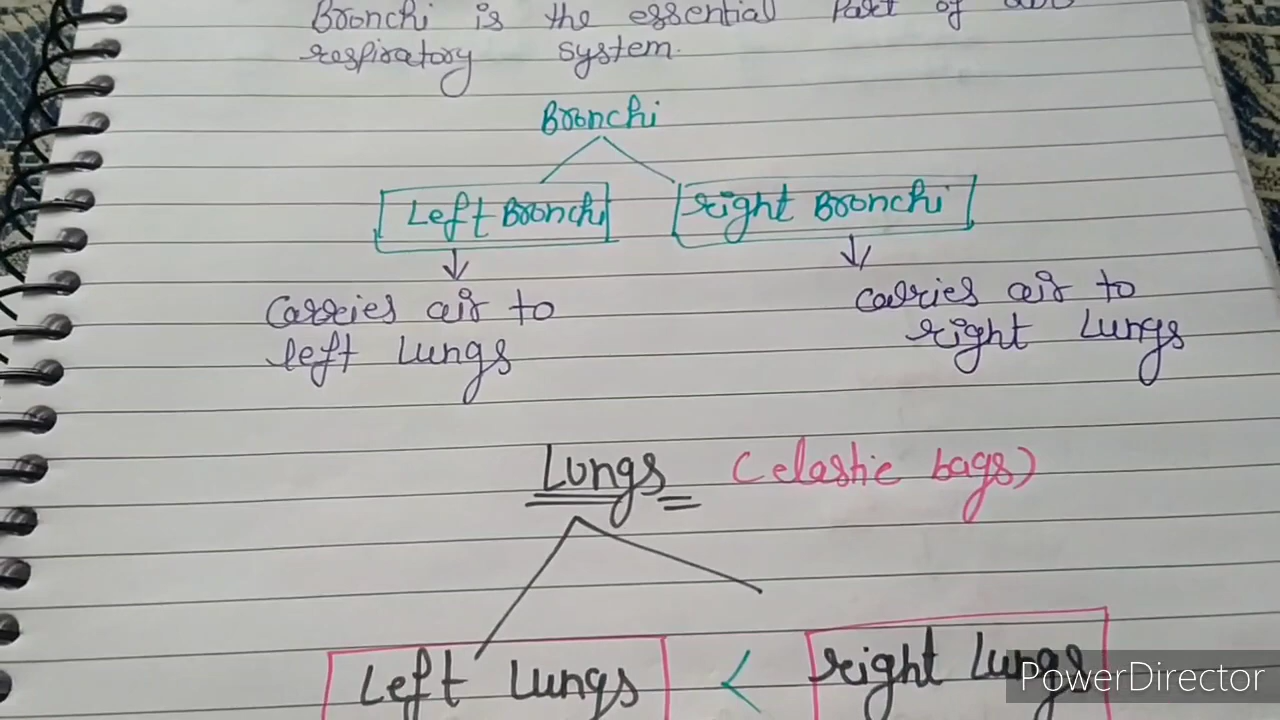 Bronchi is the essential part of our
respiratory system.
Bronchi
Left Bronchi right Bronchi
Carries air to
left Lungs
carries air to
right Lungs
Lungs (elastic bags)
Left Lungs < right Lungs
PowerDirector